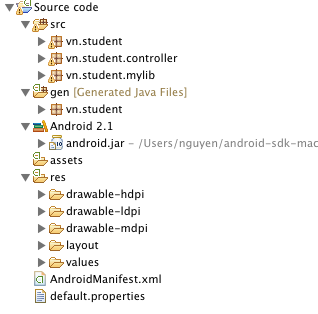 Source code
src
vn.student
vn.student.controller
vn.student.mylib
gen [Generated Java Files]
vn.student
Android 2.1
android.jar - /Users/nguyen/android-sdk-mac
assets
res
drawable-hdpi
drawable-ldpi
drawable-mdpi
layout
values
AndroidManifest.xml
default.properties